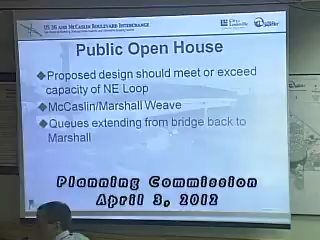 US 36 AND MCCASLIN BOULEVARD INTERCHANGE
Public Open House
Proposed design should meet or exceed
capacity of NE Loop
McCaslin/Marshall Weave
Queues extending from bridge back to
Marshall
Planning Commission
April 3, 2012